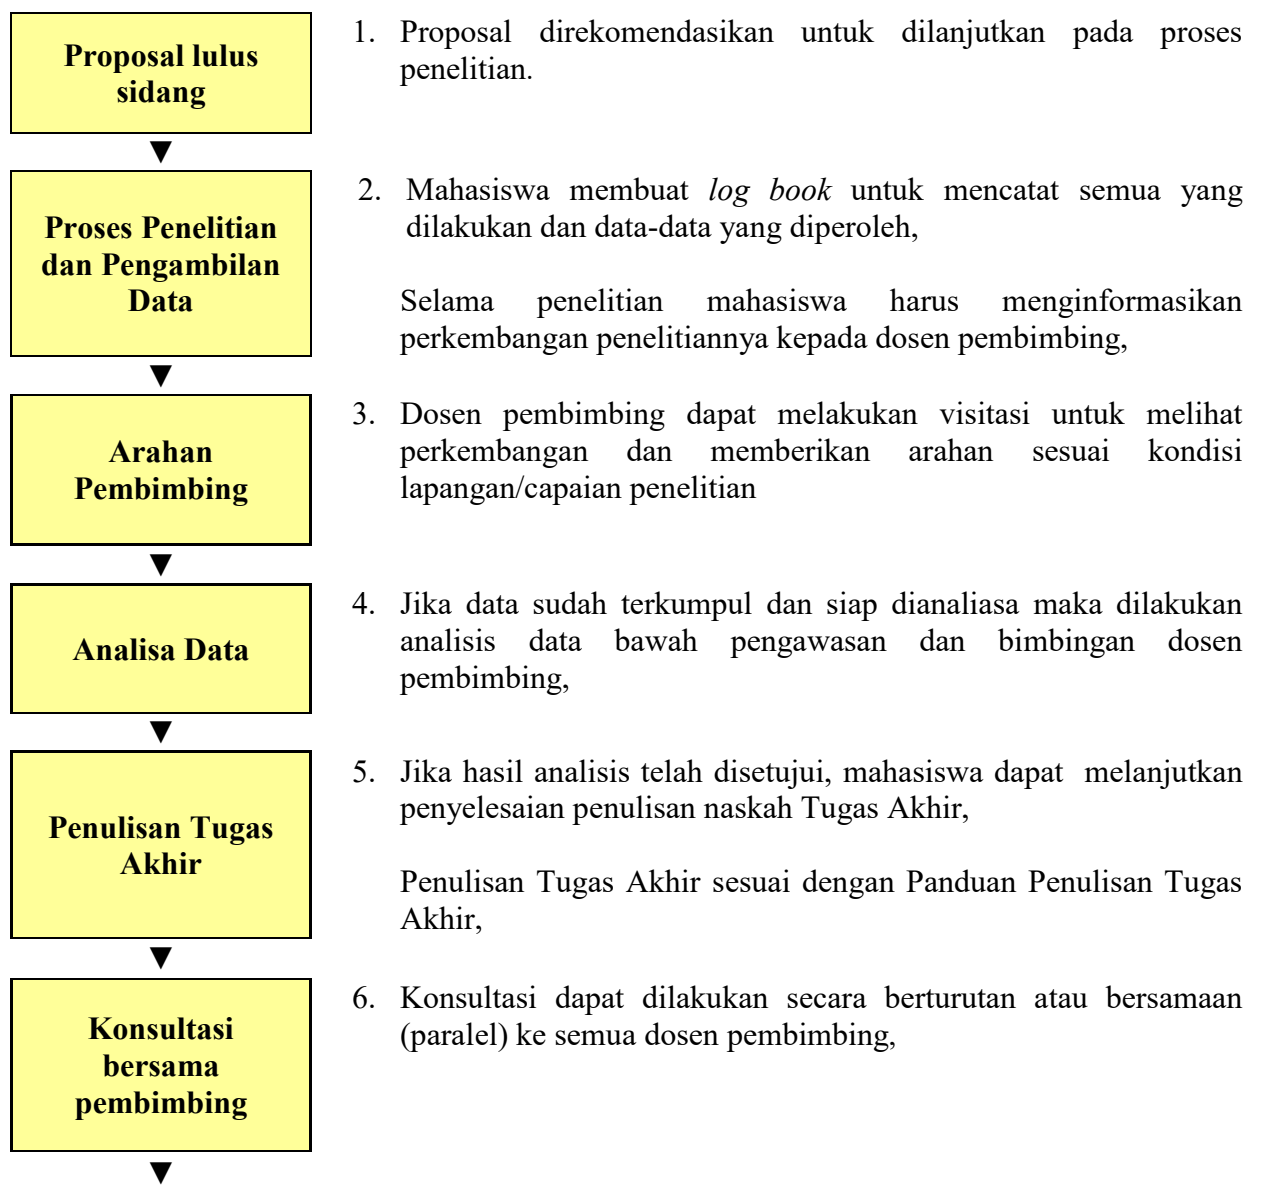 Proposal lulus
sidang
1. Proposal direkomendasikan untuk dilanjutkan pada proses
penelitian.
Proses Penelitian
dan Pengambilan
Data
2. Mahasiswa membuat log book untuk mencatat semua yang
dilakukan dan data-data yang diperoleh,
Selama penelitian mahasiswa harus menginformasikan
perkembangan penelitiannya kepada dosen pembimbing,
Arahan
Pembimbing
3. Dosen pembimbing dapat melakukan visitasi untuk melihat
perkembangan dan memberikan arahan sesuai kondisi
lapangan/capaian penelitian
Analisa Data
4. Jika data sudah terkumpul dan siap dianaliasa maka dilakukan
analisis data bawah pengawasan dan bimbingan dosen
pembimbing,
Penulisan Tugas
Akhir
5. Jika hasil analisis telah disetujui, mahasiswa dapat melanjutkan
penyelesaian penulisan naskah Tugas Akhir,
Penulisan Tugas Akhir sesuai dengan Panduan Penulisan Tugas
Akhir,
Konsultasi
bersama
pembimbing
6. Konsultasi dapat dilakukan secara berturutan atau bersamaan
(paralel) ke semua dosen pembimbing,